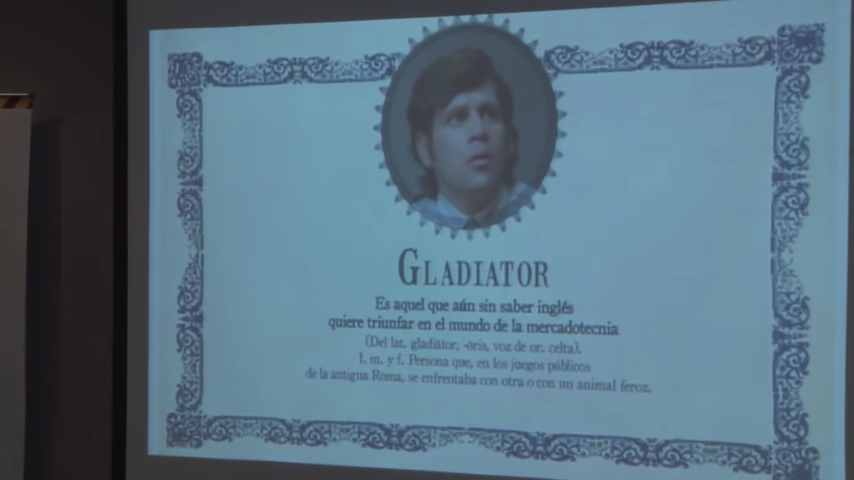 GLADIATOR
Es aquel que aún sin saber inglés
quiere triunfar en el mundo de la mercadotecnia
(Del lat. gladiātor, -ōris, voz de or. celta).
1. m. y f. Persona que, en los juegos públicos
de la antigua Roma, se enfrentaba con otra o con un animal feroz.